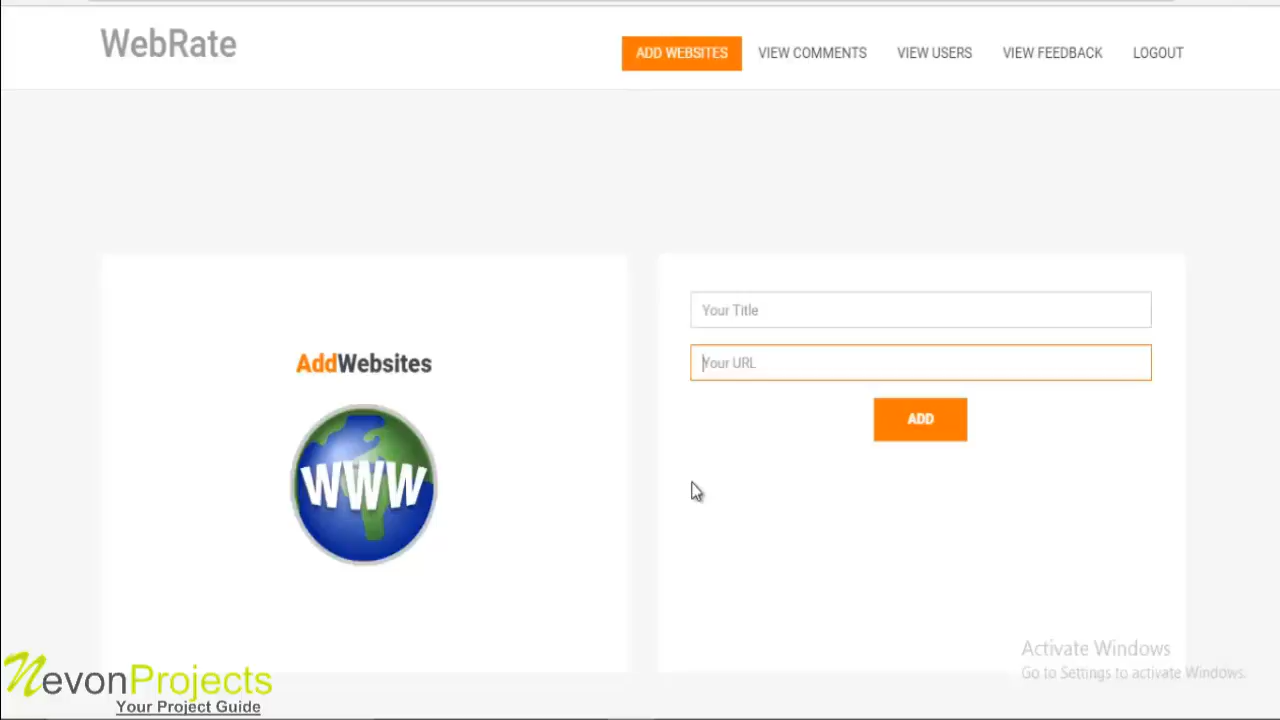 WebRate
ADD WEBSITES VIEW COMMENTS VIEW USERS VIEW FEEDBACK LOGOUT
AddWebsites
WWW
Your Title
Your URL
ADD
Activate Windows
Go to Settings to activate Windows.
NevonProjects
Your Project Guide